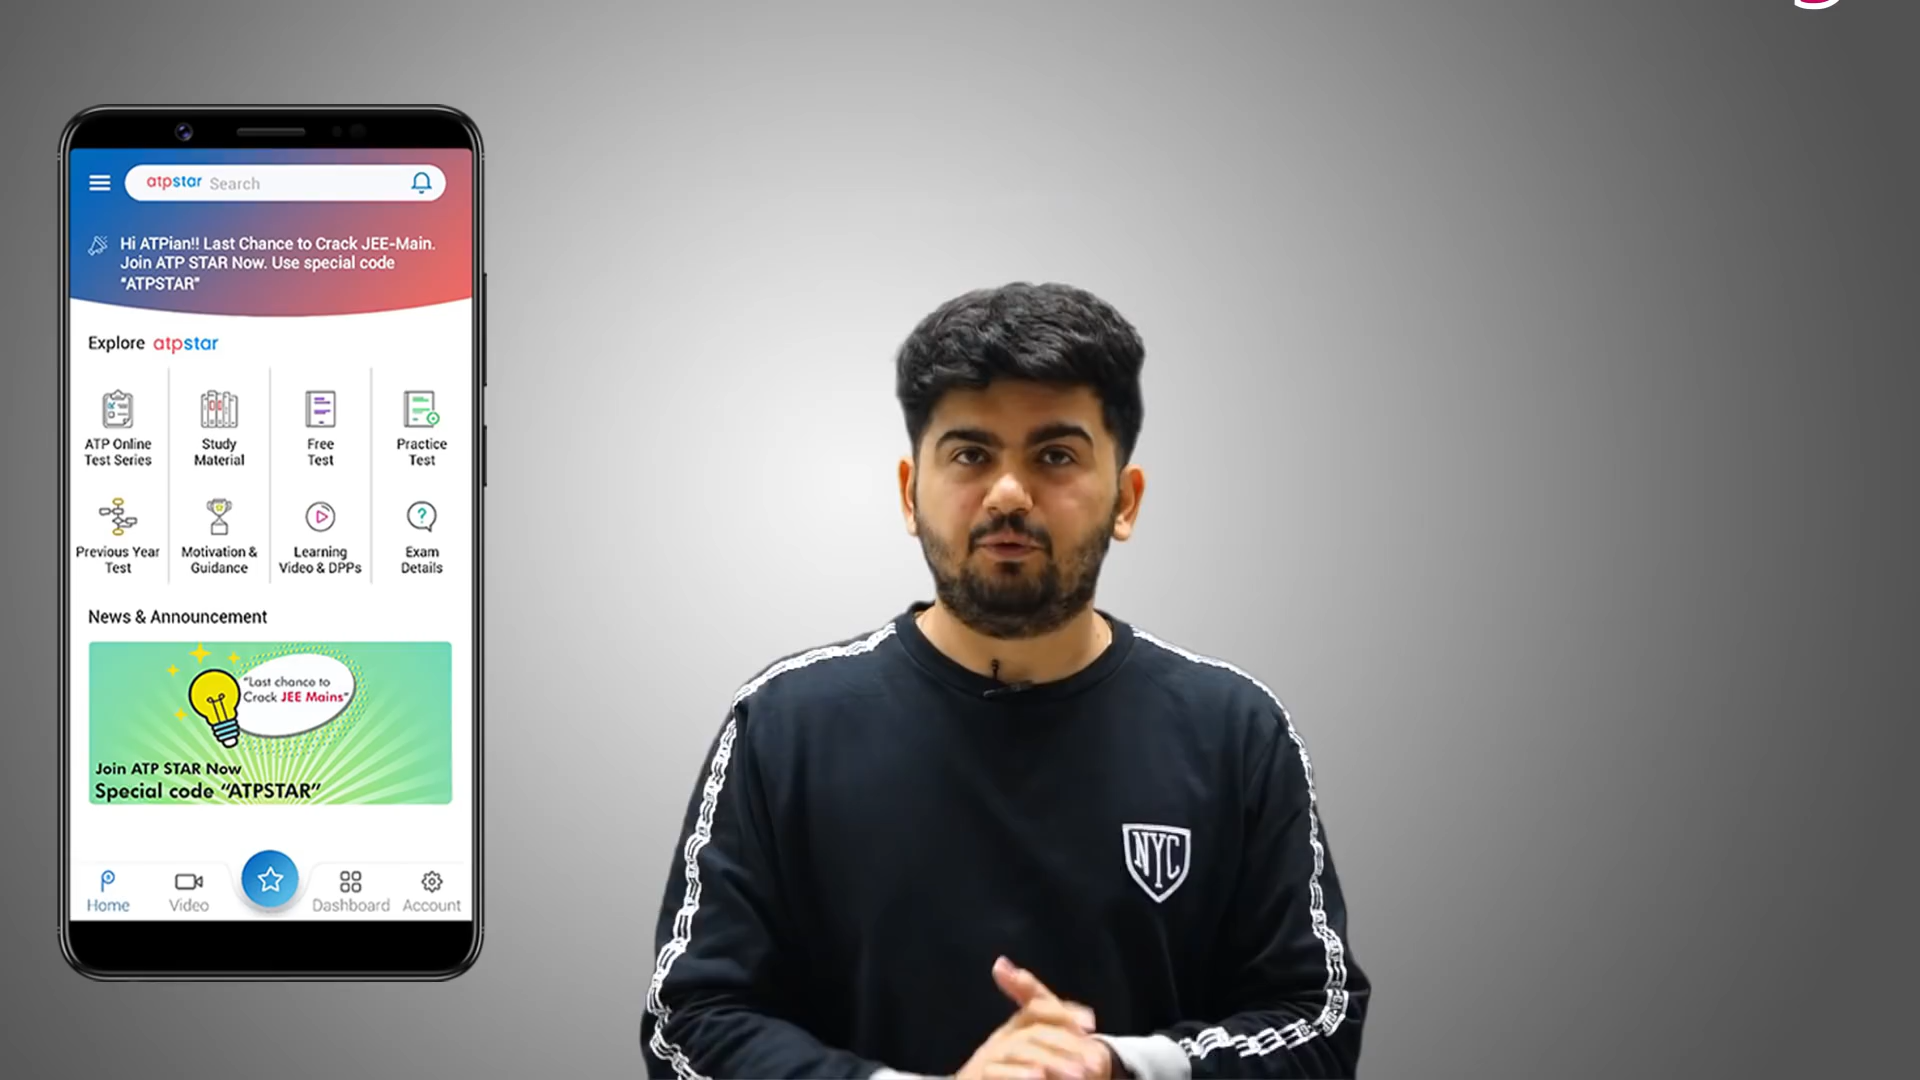 atpstar Search
Hi ATPian!! Last Chance to Crack JEE-Main.
Join ATP STAR Now. Use special code
"ATPSTAR"
Explore atpstar
ATP Online
Test Series
Study
Material
Free
Test
Practice
Test
Previous Year
Test
Motivation &
Guidance
Learning
Video & DPPs
Exam
Details
News & Announcement
"Last chance to
Crack JEE Mains"
Join ATP STAR Now
Special code "ATPSTAR"
Home
Video
Dashboard
Account
NYC